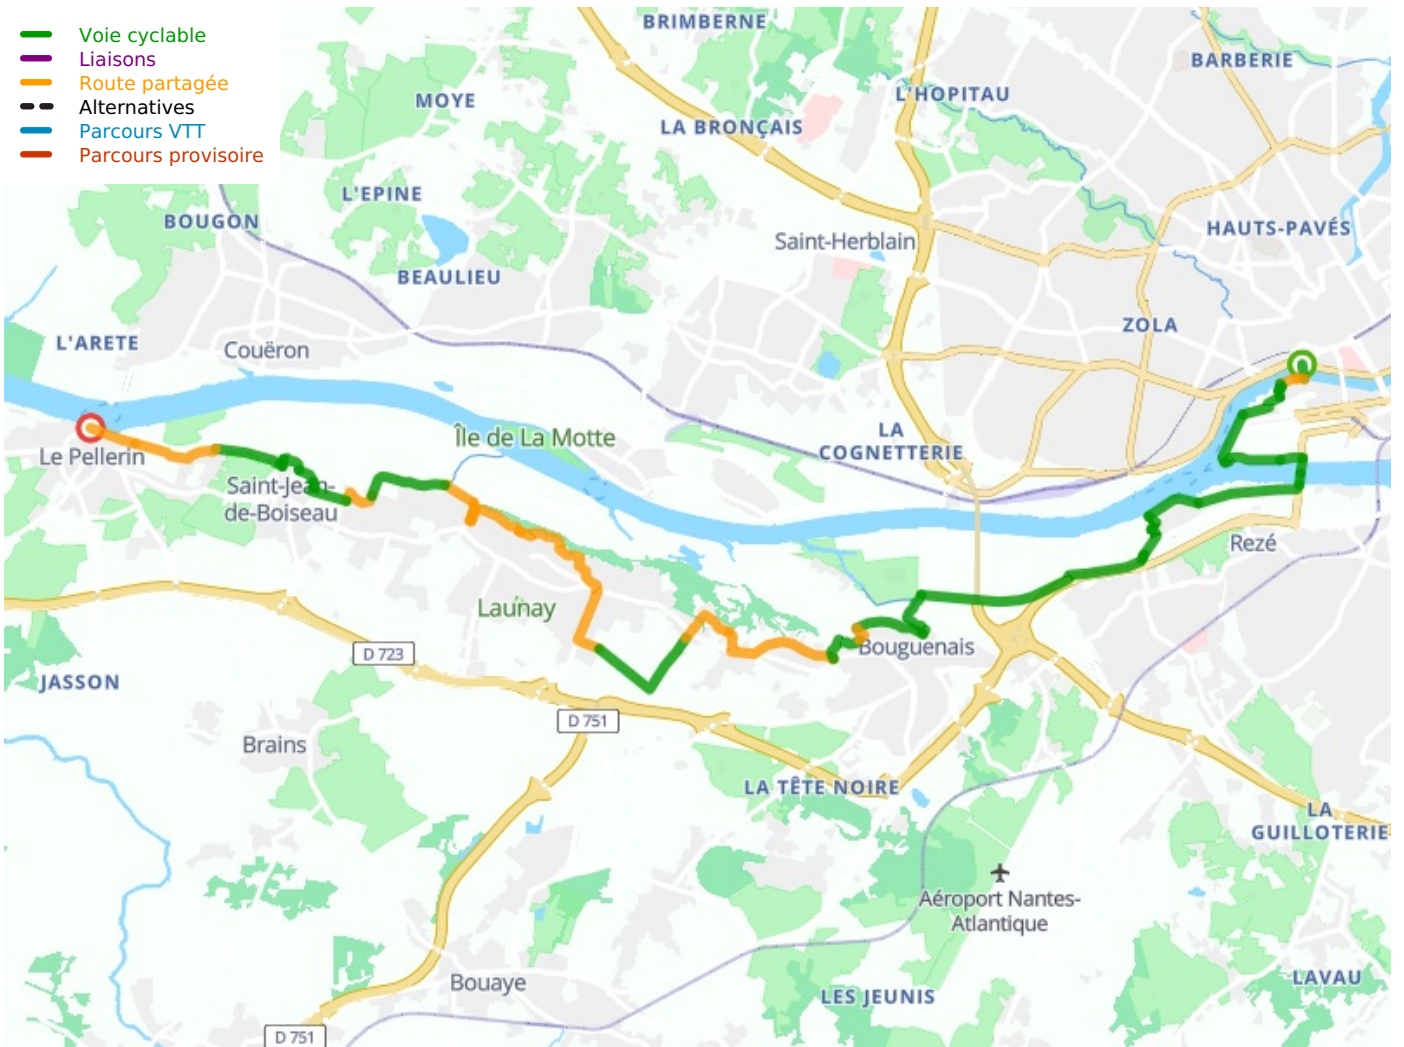 Voie cyclable
Liaisons
Route partagée
Alternatives
Parcours VTT
Parcours provisoire
BRIMBERNE
BARBERIE
MOYE
L'HOPITAU
LA BRONÇAIS
L'EPINE
BOUGON
HAUTS-PAVÉS
Saint-Herblain
BEAULIEU
ZOLA
L'ARETE
Couëron
Île de La Motte
LA
COGNETTERIE
Le Pellerin
Saint-Jean-
de-Boiseau
Rezé
Launay
Bouguenais
D 723
JASSON
D 751
Brains
LA TÊTE NOIRE
LA
GUILLOTERIE
Aéroport Nantes-
Atlantique
Bouaye
LAVAU
LES JEUNIS
D 751